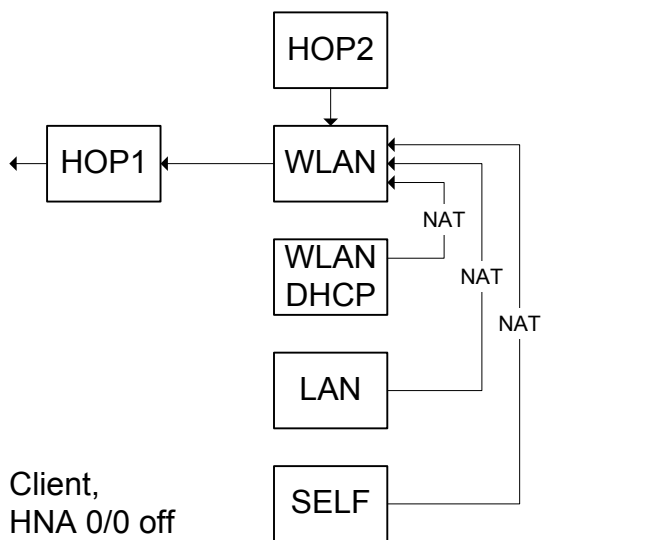 HOP2
HOP1
WLAN
NAT
WLAN
DHCP
NAT
NAT
LAN
Client,
HNA 0/0 off
SELF